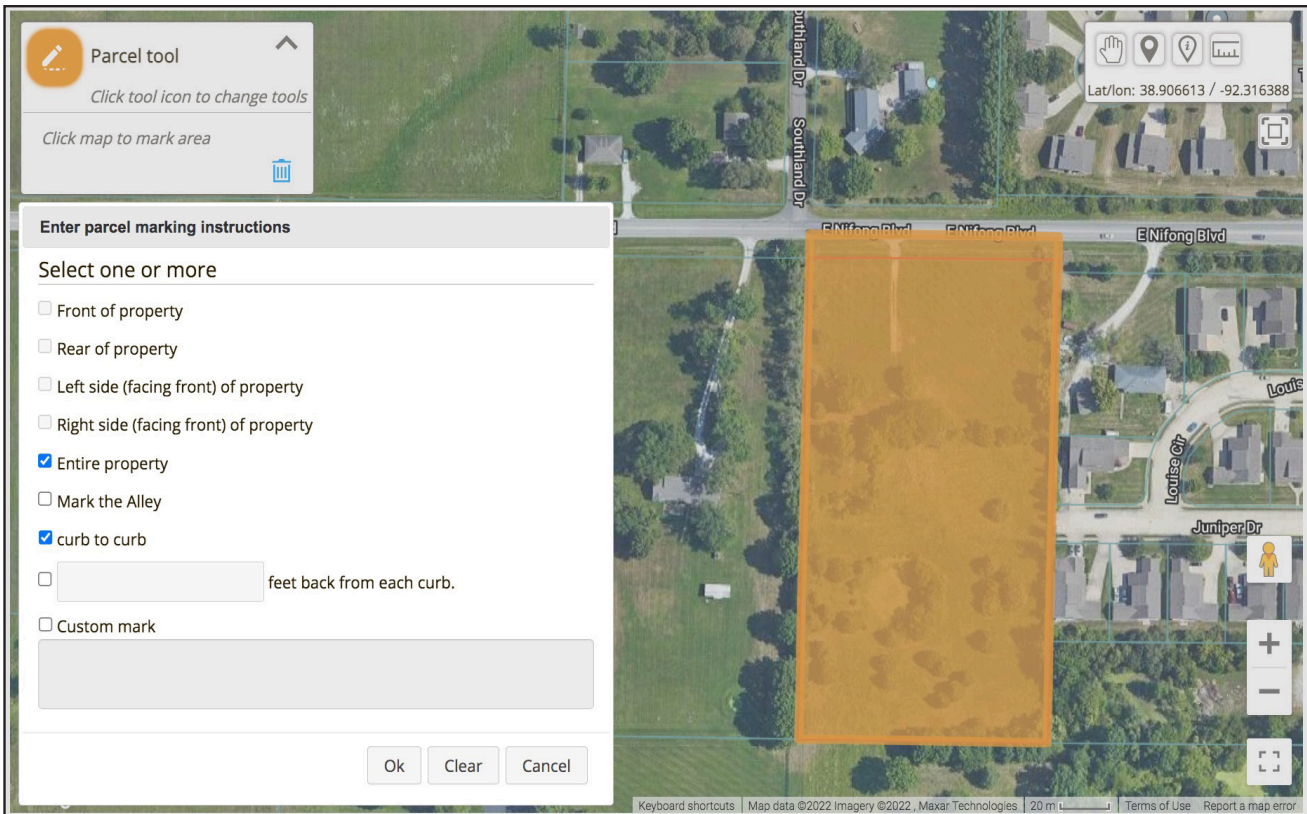 Parcel tool
Click tool icon to change tools
Click map to mark area
Lat/lon: 38.906613 / -92.316388
Enter parcel marking instructions
Select one or more
Front of property
Rear of property
Left side (facing front) of property
Right side (facing front) of property
Entire property
Mark the Alley
curb to curb
feet back from each curb.
Custom mark
Ok Clear Cancel
Southland Dr
E Nifong Blvd E Nifong Blvd E Nifong Blvd
Louise Cir
Juniper Dr
Keyboard shortcuts Map data ©2022 Imagery ©2022 , Maxar Technologies 20 m Terms of Use Report a map error